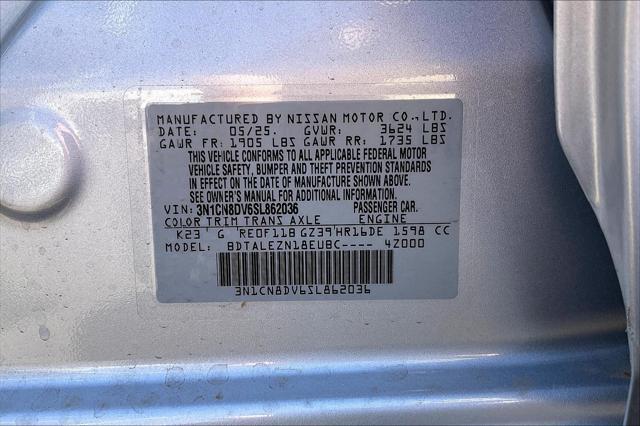 MANUFACTURED BY NISSAN MOTOR CO.,LTD.
DATE: 05/25. GVWR: 3624 LBS
GAWR FR: 1905 LBS GAWR RR: 1735 LBS
THIS VEHICLE CONFORMS TO ALL APPLICABLE FEDERAL MOTOR
VEHICLE SAFETY, BUMPER AND THEFT PREVENTION STANDARDS
IN EFFECT ON THE DATE OF MANUFACTURE SHOWN ABOVE.
SEE OWNER'S MANUAL FOR ADDITIONAL INFORMATION.
VIN: 3N1CN8DV6SL862036 PASSENGER CAR.
COLOR TRIM TRANS AXLE ENGINE
K23 G RE0F11B GZ39 HR16DE 1598 CC
MODEL: BDTALEZN18EUBC---- 4Z000
3N1CN8DV6SL862036